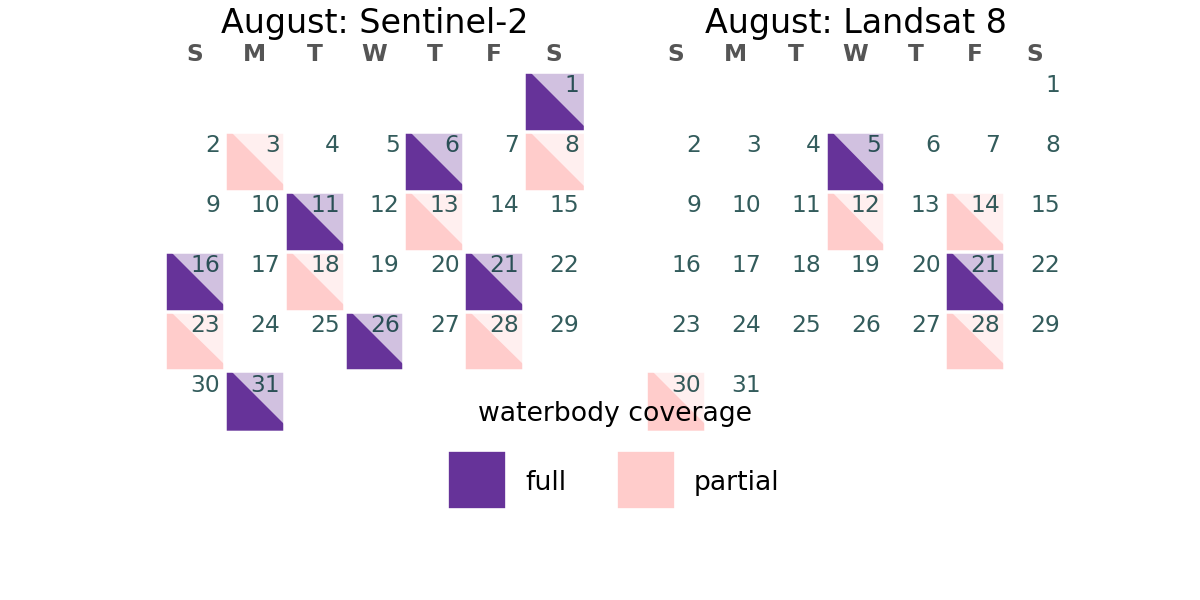 August: Sentinel-2
S M T W T F S
1
2 3 4 5 6 7 8
9 10 11 12 13 14 15
16 17 18 19 20 21 22
23 24 25 26 27 28 29
30 31
August: Landsat 8
S M T W T F S
1
2 3 4 5 6 7 8
9 10 11 12 13 14 15
16 17 18 19 20 21 22
23 24 25 26 27 28 29
30 31
waterbody coverage
full
partial